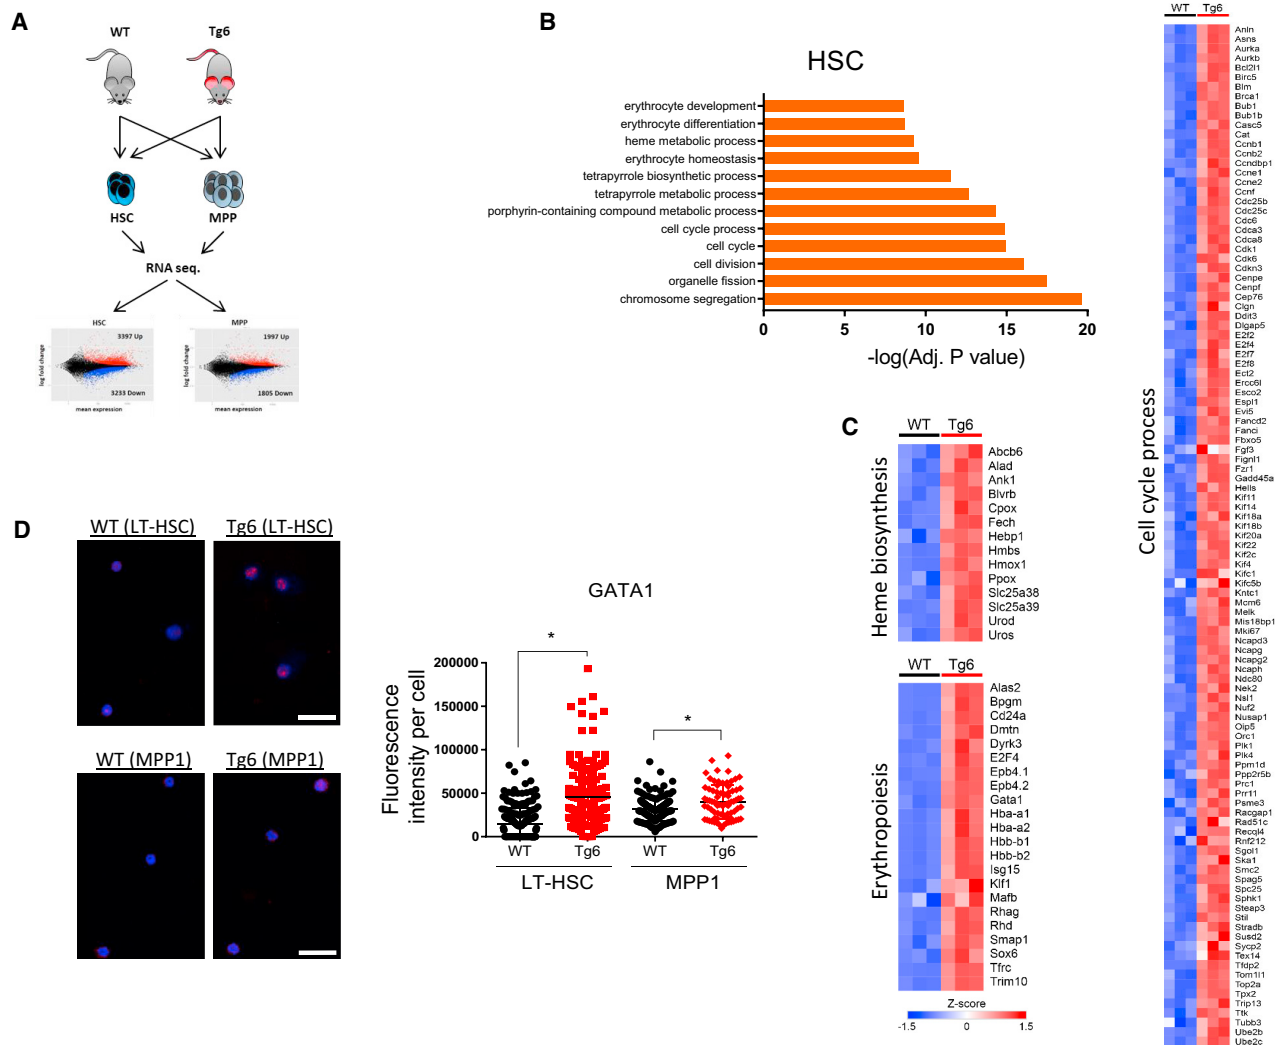 A
WT
Tg6
HSC
MPP
RNA seq.
HSC
3397 Up
3233 Down
log fold change
mean expression
MPP
1997 Up
1805 Down
log fold change
mean expression
B
HSC
erythrocyte development
erythrocyte differentiation
heme metabolic process
erythrocyte homeostasis
tetrapyrrole biosynthetic process
tetrapyrrole metabolic process
porphyrin-containing compound metabolic process
cell cycle process
cell cycle
cell division
organelle fission
chromosome segregation
0 5 10 15 20
-log(Adj. P value)
C
WT Tg6
Heme biosynthesis
Abcb6
Alad
Ank1
Blvrb
Cpox
Fech
Hebp1
Hmbs
Hmox1
Ppox
Slc25a38
Slc25a39
Urod
Uros
WT Tg6
Erythropoiesis
Alas2
Bpgm
Cd24a
Dmtn
Dyrk3
E2F4
Epb4.1
Epb4.2
Gata1
Hba-a1
Hba-a2
Hbb-b1
Hbb-b2
Isg15
Klf1
Mafb
Rhag
Rhd
Smap1
Sox6
Tfrc
Trim10
Z-score
-1.5 0 1.5
WT Tg6
Cell cycle process
Anln
Asns
Aurka
Aurkb
Bcl2l1
Birc5
Blm
Brca1
Bub1
Bub1b
Casc5
Cat
Ccnb1
Ccnb2
Ccndbp1
Ccne1
Ccne2
Ccnf
Cdc25b
Cdc25c
Cdc6
Cdca3
Cdca8
Cdk1
Cdk6
Cdkn3
Cenpe
Cenpf
Cep76
Clgn
Ddit3
Dlgap5
E2f2
E2f4
E2f7
E2f8
Ect2
Ercc6l
Esco2
Espl1
Evi5
Fancd2
Fanci
Fbxo5
Fgf3
Fignl1
Fzr1
Gadd45a
Hells
Kif11
Kif14
Kif18a
Kif18b
Kif20a
Kif22
Kif2c
Kif4
Kifc1
Kifc5b
Kntc1
Mcm6
Melk
Mis18bp1
Mki67
Ncapd3
Ncapg
Ncapg2
Ncaph
Ndc80
Nek2
Nsl1
Nuf2
Nusap1
Oip5
Orc1
Plk1
Plk4
Ppm1d
Ppp2r5b
Prc1
Prr11
Psme3
Racgap1
Rad51c
Recql4
Rnf212
Sgol1
Ska1
Smc2
Spag5
Spc25
Sphk1
Steap3
Stil
Stradb
Susd2
Sycp2
Tex14
Tfdp2
Tom1l1
Top2a
Tpx2
Trip13
Ttk
Tubb3
Ube2b
Ube2c
D
WT (LT-HSC)
Tg6 (LT-HSC)
WT (MPP1)
Tg6 (MPP1)
GATA1
Fluorescence
intensity per cell
200000
150000
100000
50000
0
*
*
WT Tg6 WT Tg6
LT-HSC MPP1